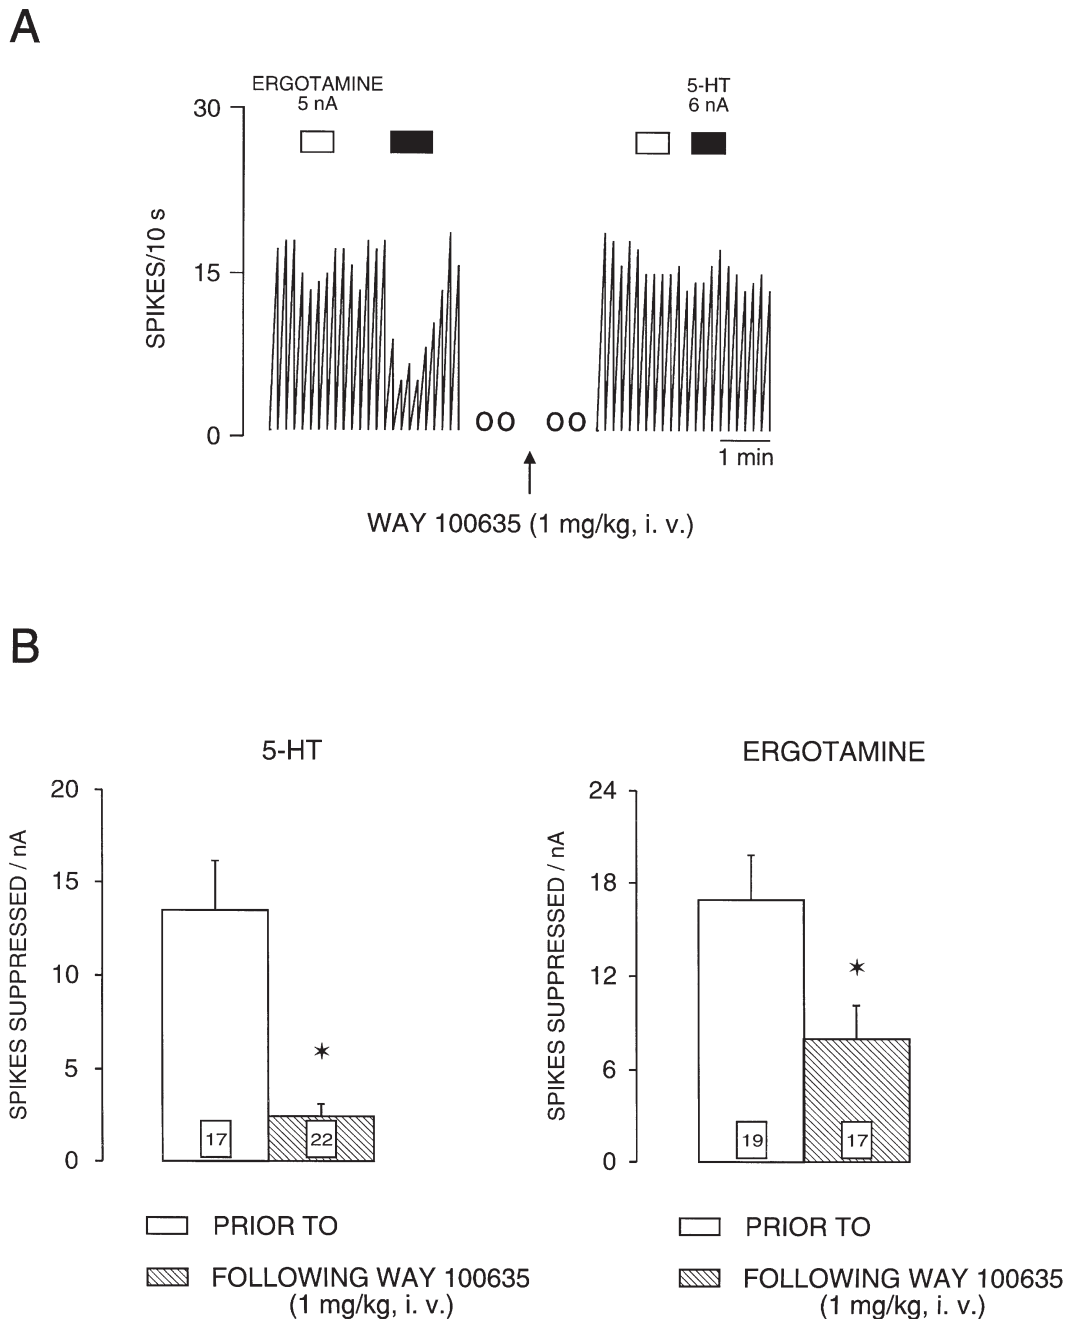 A
ERGOTAMINE
5 nA
5-HT
6 nA
30
15
0
SPIKES/10 s
OO
OO
1 min
WAY 100635 (1 mg/kg, i. v.)
B
5-HT
20
15
10
5
0
SPIKES SUPPRESSED / nA
17
22
PRIOR TO
FOLLOWING WAY 100635
(1 mg/kg, i. v.)
ERGOTAMINE
24
18
12
6
0
SPIKES SUPPRESSED / nA
19
17
PRIOR TO
FOLLOWING WAY 100635
(1 mg/kg, i. v.)